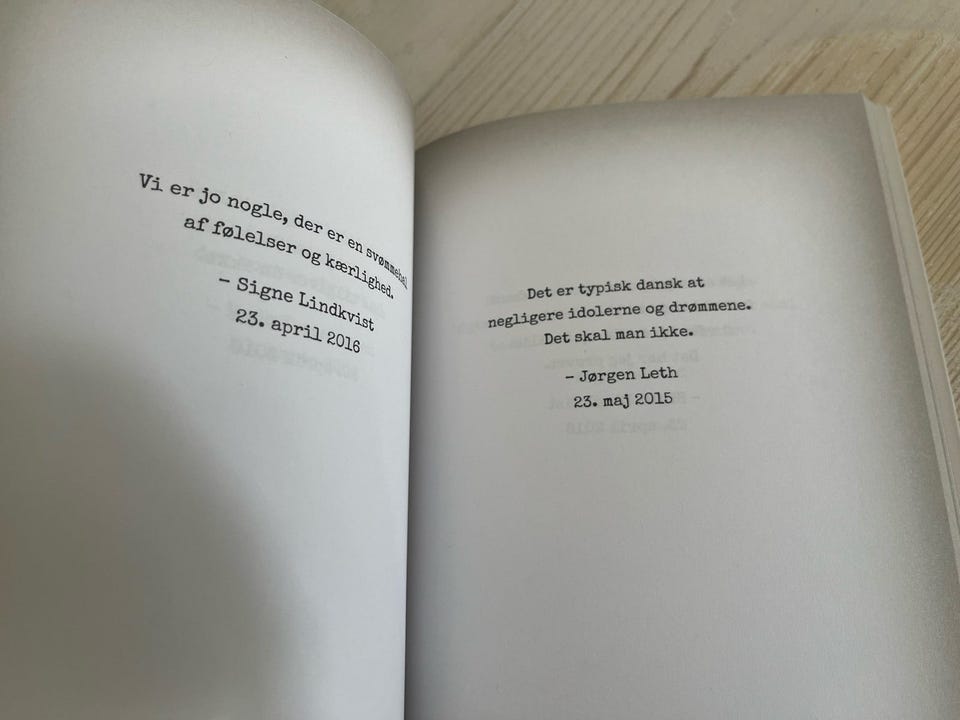 Vi er jo nogle, der er en svømmehal
af følelser og kærlighed.
– Signe Lindkvist
23. april 2016
Det er typisk dansk at
negligere idolerne og drømmene.
Det skal man ikke.
– Jørgen Leth
23. maj 2015